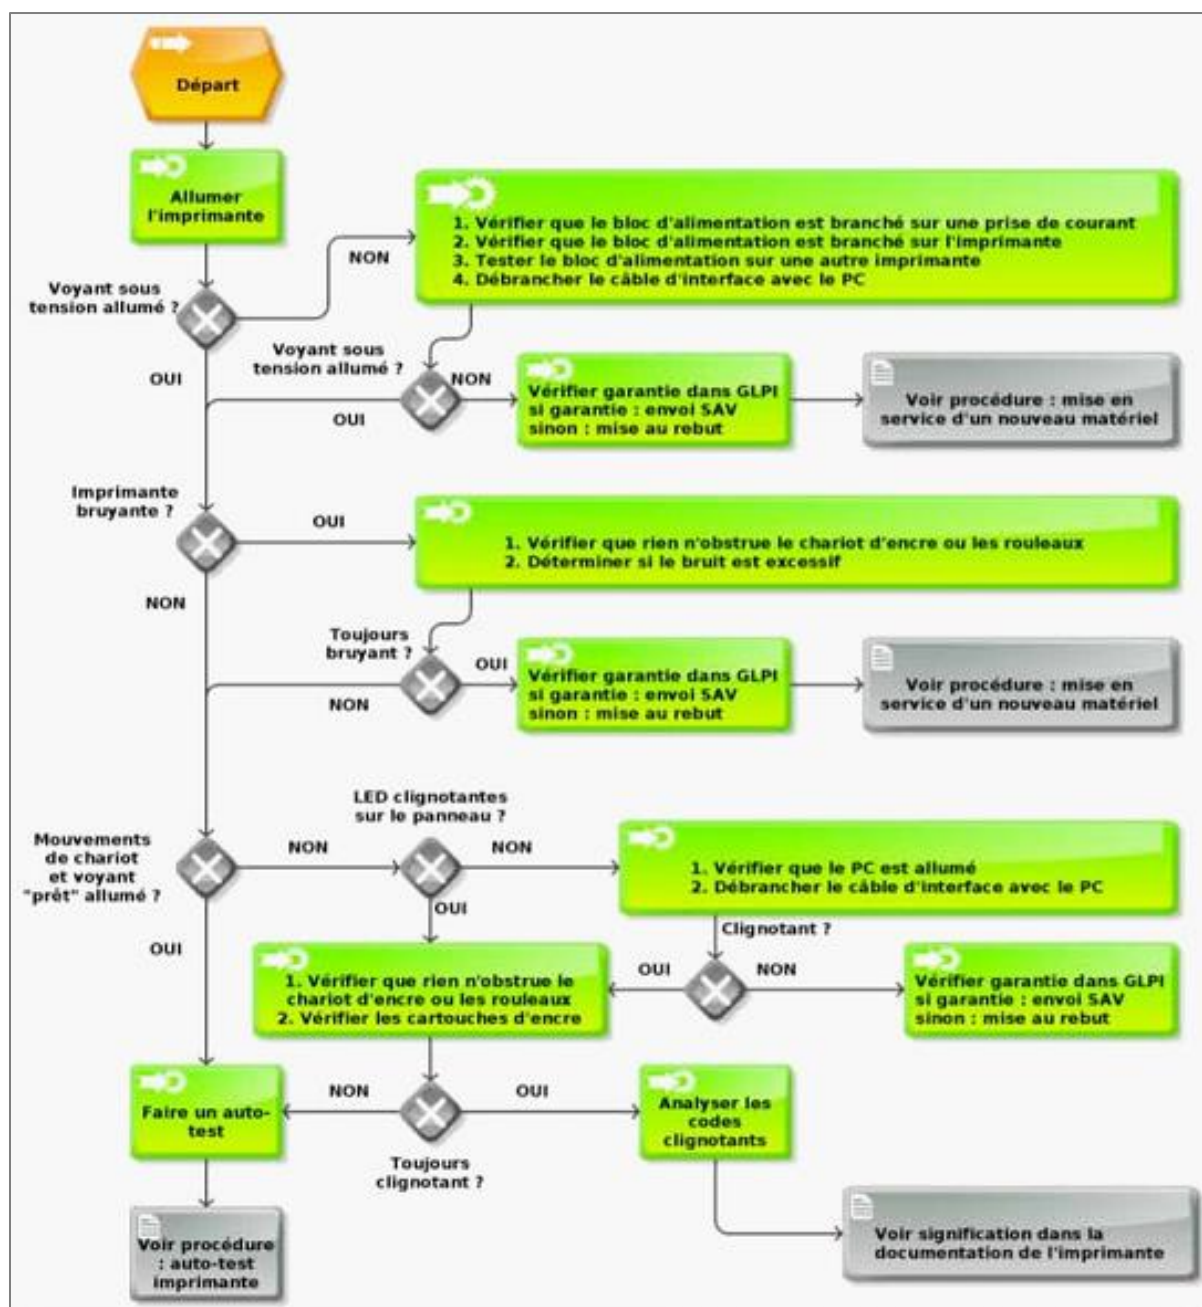 Départ
Allumer
l'imprimante
1. Vérifier que le bloc d'alimentation est branché sur une prise de courant
2. Vérifier que le bloc d'alimentation est branché sur l'imprimante
3. Tester le bloc d'alimentation sur une autre imprimante
4. Débrancher le câble d'interface avec le PC
NON
Voyant sous
tension allumé ?
OUI
Voyant sous
tension allumé ?
NON
OUI
Vérifier garantie dans GLPI
si garantie : envoi SAV
sinon : mise au rebut
Voir procédure : mise en
service d'un nouveau matériel
Imprimante
bruyante ?
OUI
1. Vérifier que rien n'obstrue le chariot d'encre ou les rouleaux
2. Déterminer si le bruit est excessif
NON
Toujours
bruyant ?
OUI
NON
Vérifier garantie dans GLPI
si garantie : envoi SAV
sinon : mise au rebut
Voir procédure : mise en
service d'un nouveau matériel
LED clignotantes
sur le panneau ?
Mouvements
de chariot
et voyant
"prêt" allumé ?
NON
NON
1. Vérifier que le PC est allumé
2. Débrancher le câble d'interface avec le PC
OUI
OUI
Clignotant ?
OUI
NON
1. Vérifier que rien n'obstrue le
chariot d'encre ou les rouleaux
2. Vérifier les cartouches d'encre
Vérifier garantie dans GLPI
si garantie : envoi SAV
sinon : mise au rebut
Faire un auto-
test
NON
OUI
Toujours
clignotant ?
Analyser les
codes
clignotants
Voir procédure
: auto-test
imprimante
Voir signification dans la
documentation de l'imprimante